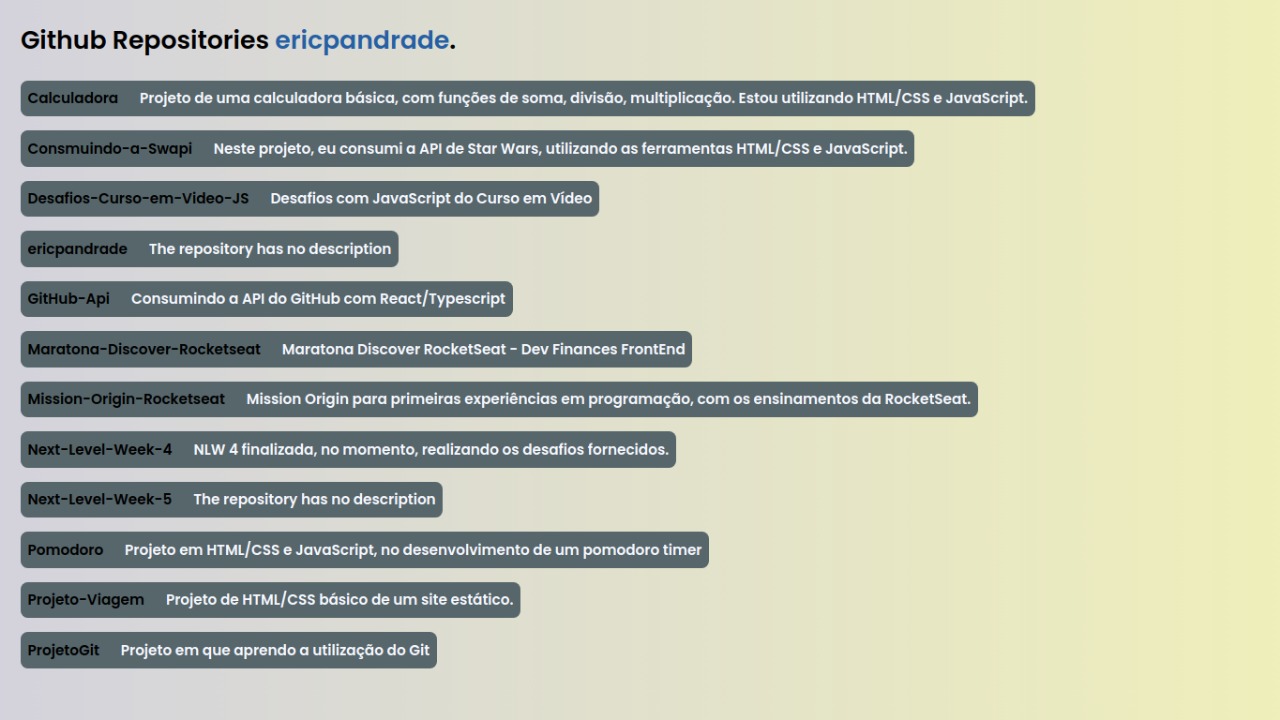 Github Repositories ericpandrade.
Calculadora Projeto de uma calculadora básica, com funções de soma, divisão, multiplicação. Estou utilizando HTML/CSS e JavaScript.
Consmuindo-a-Swapi Neste projeto, eu consumi a API de Star Wars, utilizando as ferramentas HTML/CSS e JavaScript.
Desafios-Curso-em-Video-JS Desafios com JavaScript do Curso em Vídeo
ericpandrade The repository has no description
GitHub-Api Consumindo a API do GitHub com React/Typescript
Maratona-Discover-Rocketseat Maratona Discover RocketSeat - Dev Finances FrontEnd
Mission-Origin-Rocketseat Mission Origin para primeiras experiências em programação, com os ensinamentos da RocketSeat.
Next-Level-Week-4 NLW 4 finalizada, no momento, realizando os desafios fornecidos.
Next-Level-Week-5 The repository has no description
Pomodoro Projeto em HTML/CSS e JavaScript, no desenvolvimento de um pomodoro timer
Projeto-Viagem Projeto de HTML/CSS básico de um site estático.
ProjetoGit Projeto em que aprendo a utilização do Git